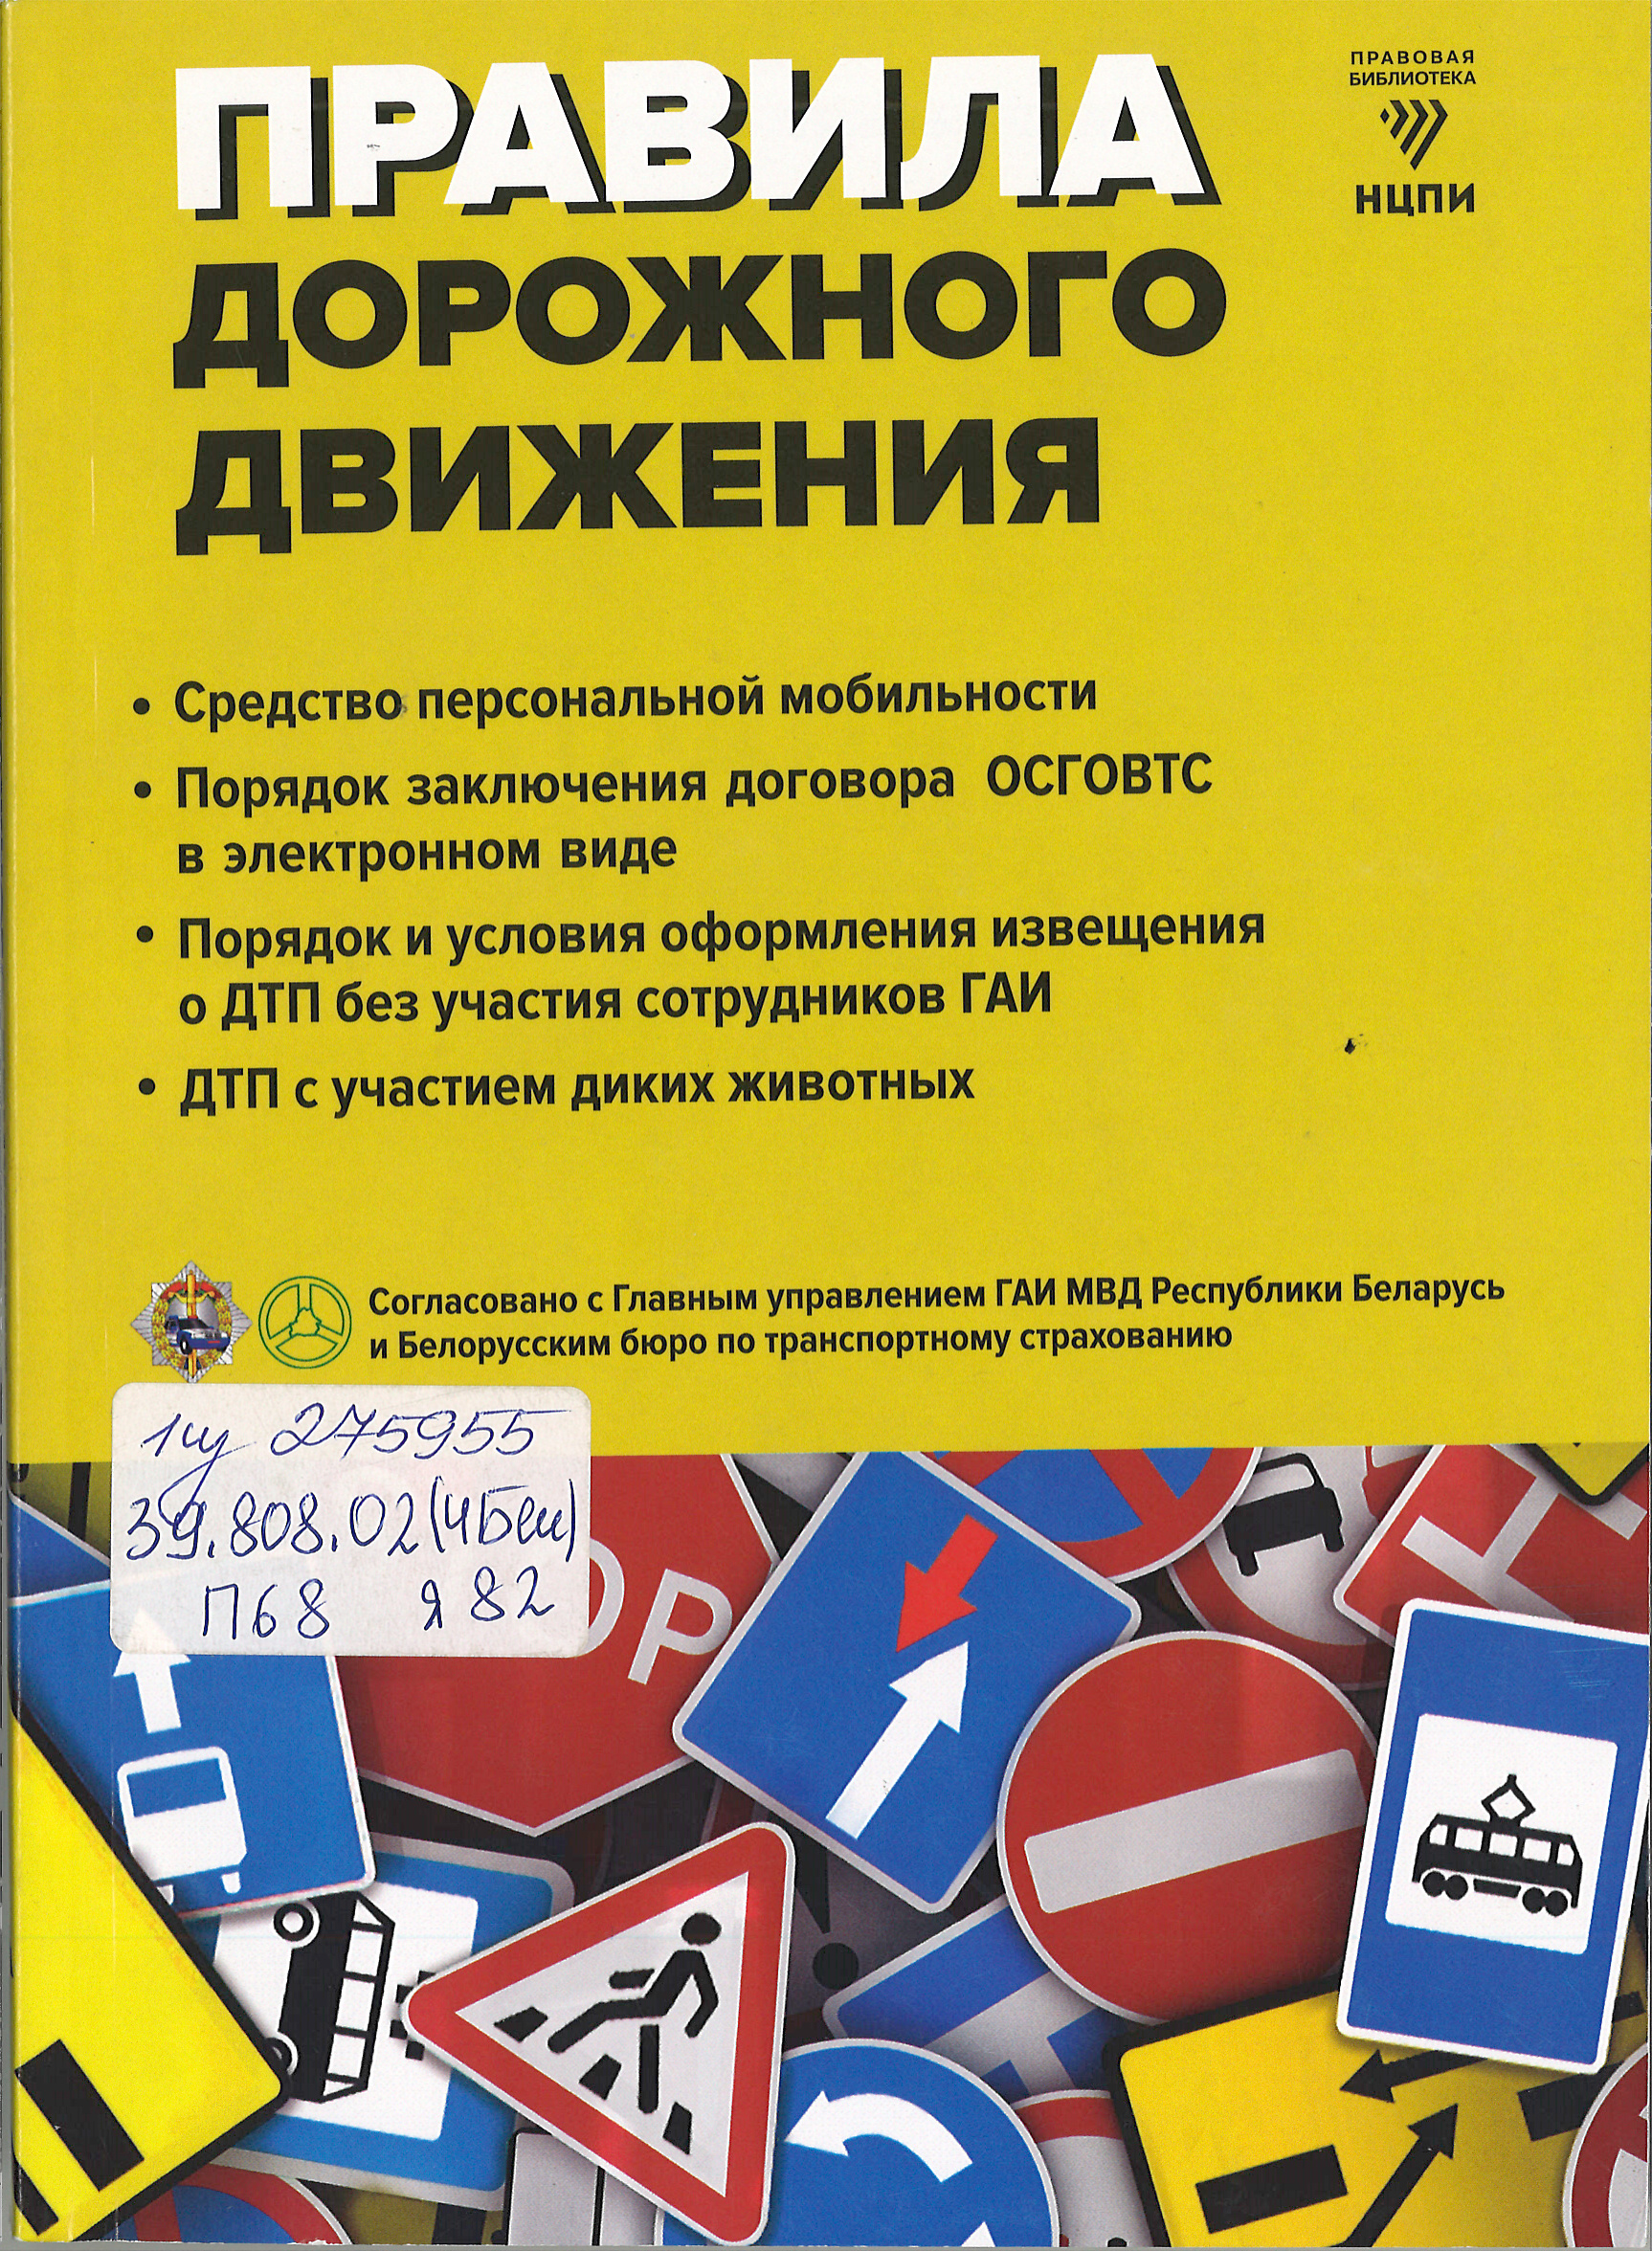 ПРАВИЛА
ДОРОЖНОГО
ДВИЖЕНИЯ
ПРАВОВАЯ
БИБЛИОТЕКА
НЦПИ
• Средство персональной мобильности
• Порядок заключения договора ОСГОВТС
в электронном виде
• Порядок и условия оформления извещения
о ДТП без участия сотрудников ГАИ
• ДТП с участием диких животных
Согласовано с Главным управлением ГАИ МВД Республики Беларусь
и Белорусским бюро по транспортному страхованию
1чу 275955
39.808.02(4Беи)
П68 Я82
ОР